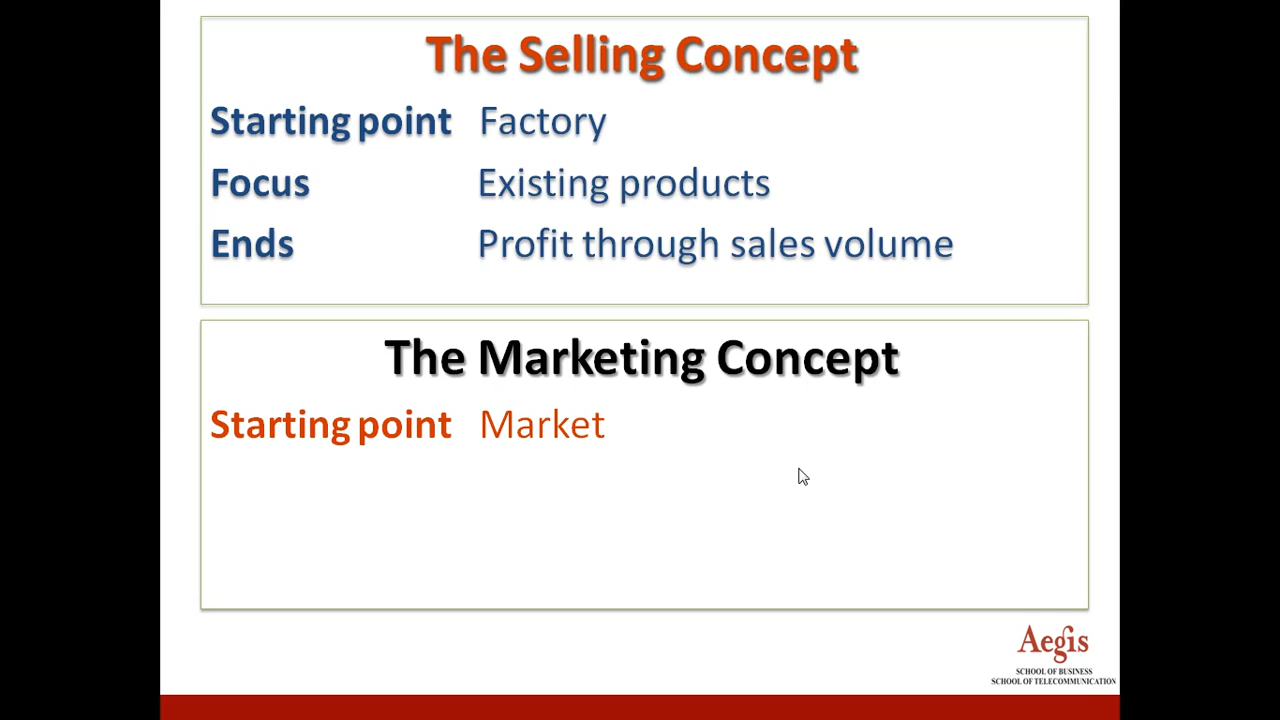 The Selling Concept
Starting point Factory
Focus Existing products
Ends Profit through sales volume
The Marketing Concept
Starting point Market
Aegis
SCHOOL OF BUSINESS
SCHOOL OF TELECOMMUNICATION